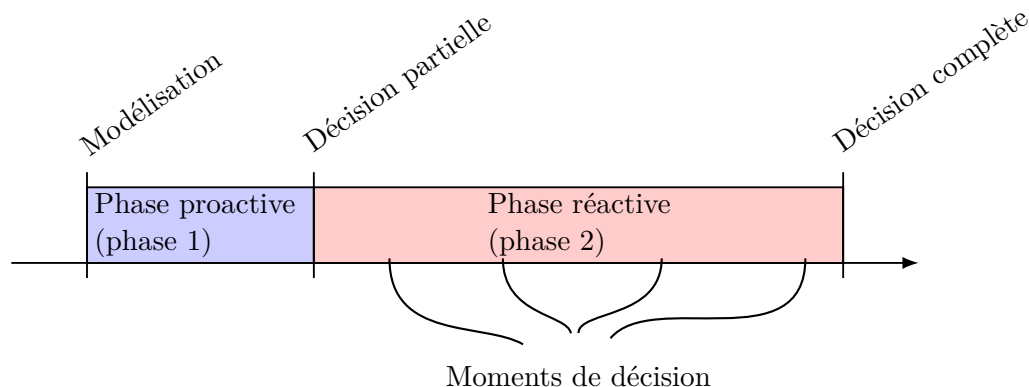 Modélisation
Décision partielle
Décision complète
Phase proactive
(phase 1)
Phase réactive
(phase 2)
Moments de décision